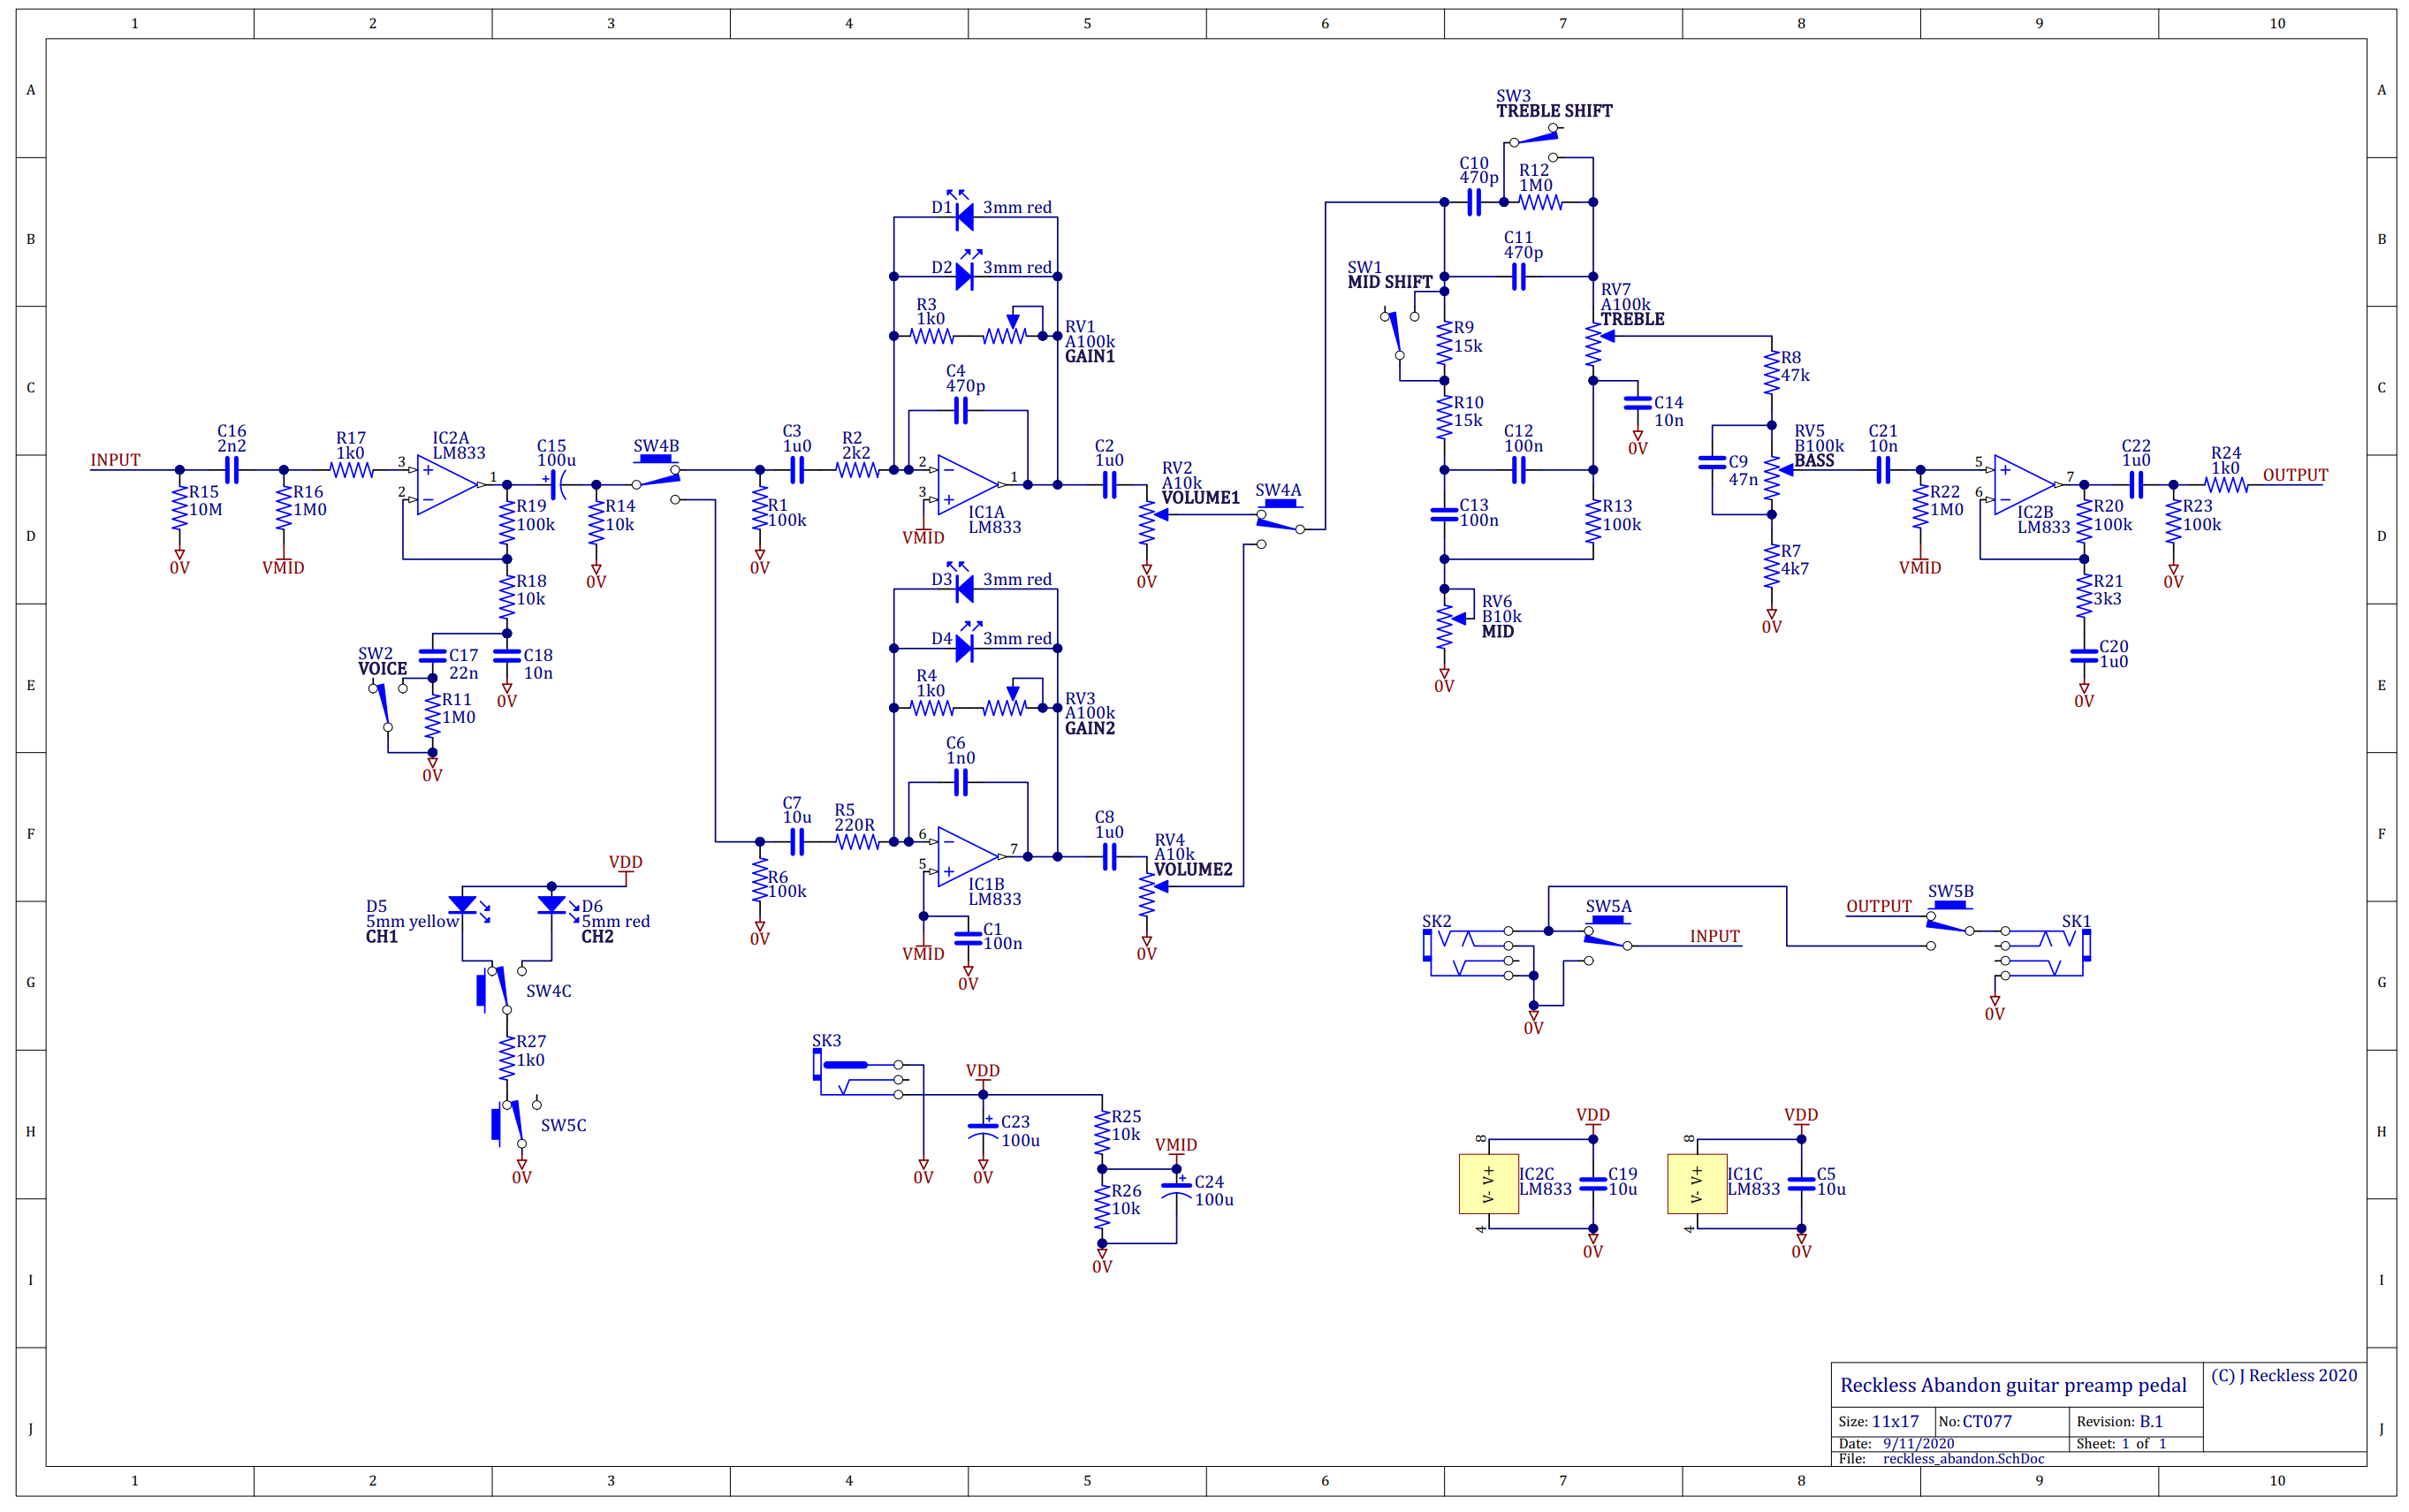 1 2 3 4 5 6 7 8 9 10
A A
SW3
TREBLE SHIFT
B B
C10
470p
R12
1M0
D1 3mm red
C11
470p
D2 3mm red
SW1
MID SHIFT
C C
R3
1k0
RV1
A100k
GAIN1
RV7
A100k
TREBLE
R9
15k
R8
47k
C4
470p
R10
15k
C14
10n
0V
INPUT
C16
2n2
R17
1k0
IC2A
LM833
3
2
1
C15
100u
SW4B
C3
1u0
R2
2k2
2
3
1
IC1A
LM833
VMID
C2
1u0
RV2
A10k
VOLUME1
SW4A
C12
100n
C9
47n
RV5
B100k
BASS
C21
10n
5
6
7
IC2B
LM833
C22
1u0
R24
1k0
OUTPUT
D D
R15
10M
0V
R16
1M0
VMID
R19
100k
R14
10k
0V
R1
100k
0V
0V
C13
100n
R13
100k
R7
4k7
0V
R22
1M0
VMID
R20
100k
R23
100k
0V
R18
10k
D3 3mm red
RV6
B10k
MID
0V
R21
3k3
E E
SW2
VOICE
C17
22n
C18
10n
0V
D4 3mm red
C20
1u0
0V
R11
1M0
0V
R4
1k0
RV3
A100k
GAIN2
C6
1n0
F F
C7
10u
R5
220R
6
5
7
IC1B
LM833
C8
1u0
RV4
A10k
VOLUME2
R6
100k
0V
VMID
C1
100n
0V
0V
VDD
D5
5mm yellow
CH1
D6
5mm red
CH2
G G
SW4C
R27
1k0
SW5C
0V
SK2
SW5A
INPUT
0V
OUTPUT
SW5B
SK1
0V
H H
SK3
VDD
C23
100u
0V
0V
R25
10k
VMID
R26
10k
C24
100u
0V
VDD
8
V- V+
4
IC2C
LM833
C19
10u
0V
VDD
8
V- V+
4
IC1C
LM833
C5
10u
0V
I I
J J
Reckless Abandon guitar preamp pedal
(C) J Reckless 2020
Size: 11x17 No: CT077 Revision: B.1
Date: 9/11/2020 Sheet: 1 of 1
File: reckless_abandon.SchDoc
1 2 3 4 5 6 7 8 9 10